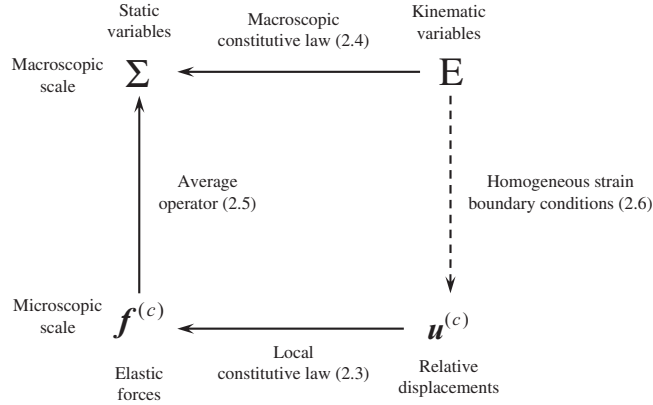 Static
variables
Macroscopic
constitutive law (2.4)
Kinematic
variables
Macroscopic
scale
Σ
E
Average
operator (2.5)
Homogeneous strain
boundary conditions (2.6)
Microscopic
scale
f(c)
u(c)
Elastic
forces
Local
constitutive law (2.3)
Relative
displacements